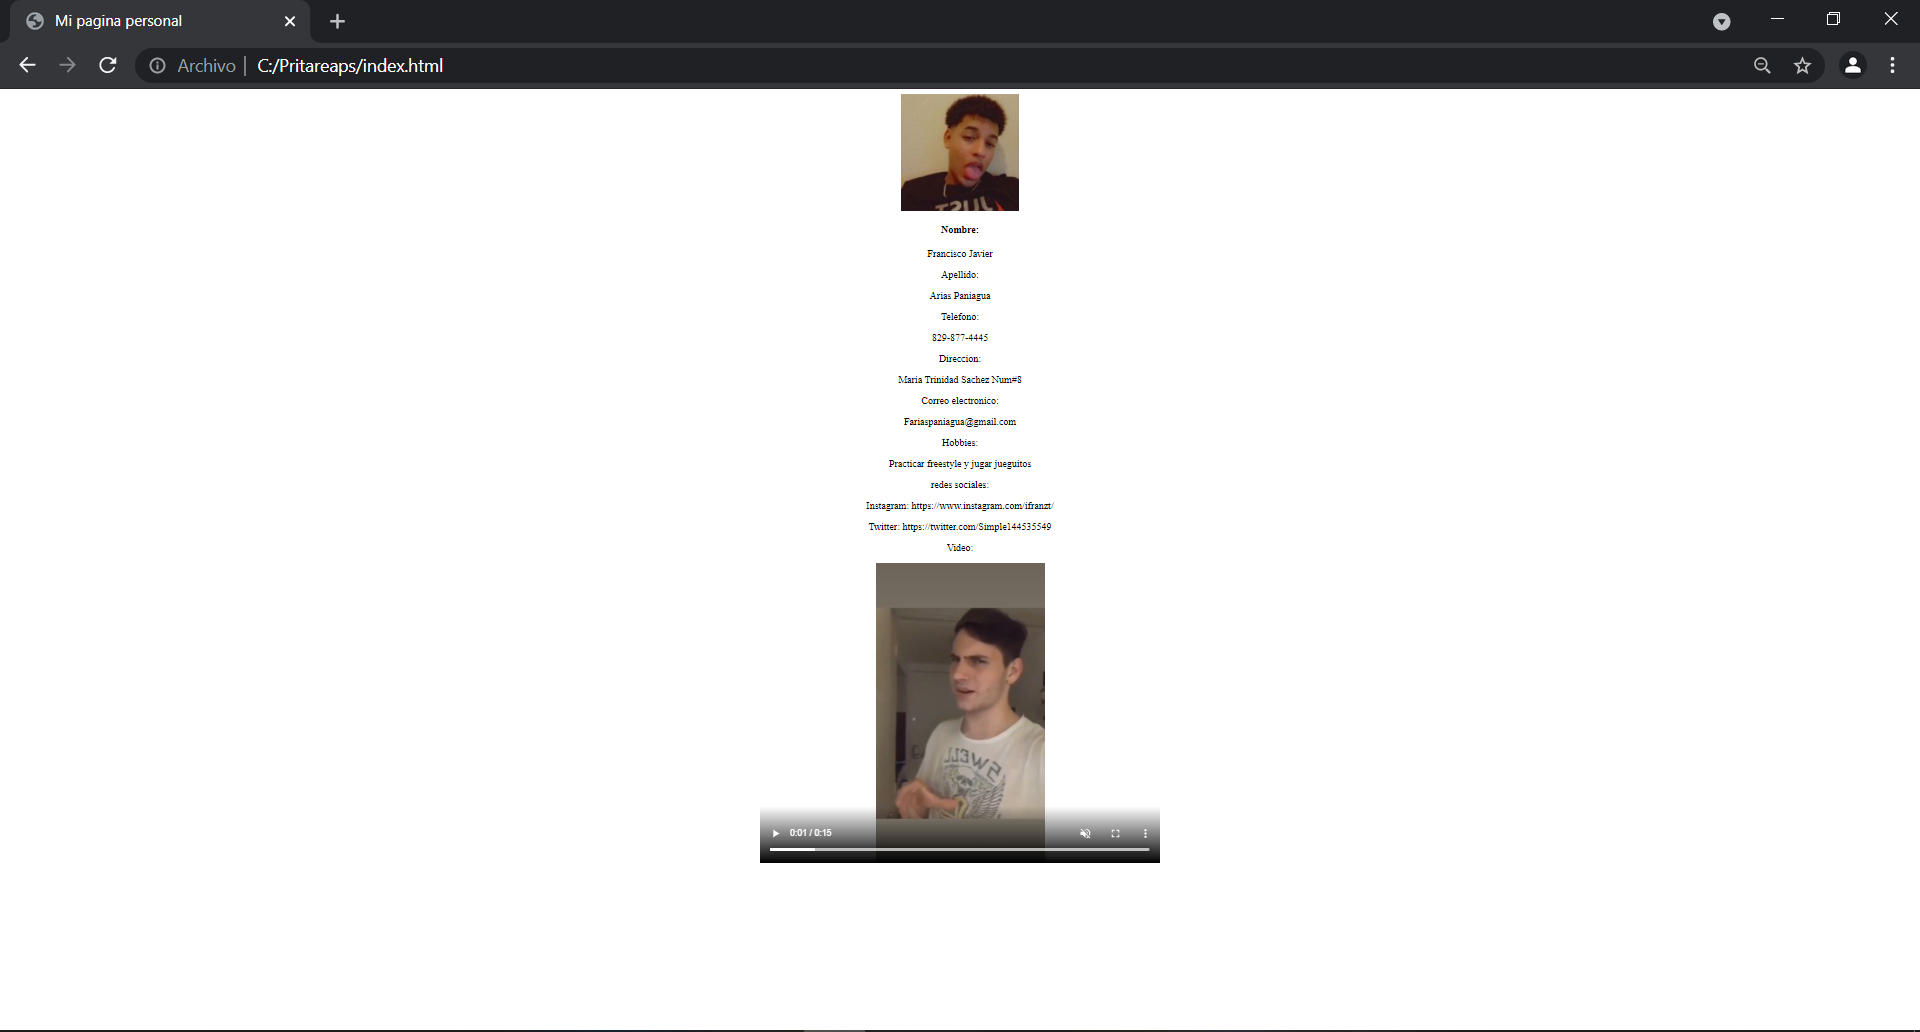 Mi pagina personal
Archivo | C:/Pritareaps/index.html
Nombre:
Francisco Javier
Apellido:
Arias Paniagua
Telefono:
829-877-4445
Direccion:
Maria Trinidad Sachez Num#8
Correo electronico:
Fariaspaniagua@gmail.com
Hobbies:
Practicar freestyle y jugar jueguitos
redes sociales:
Instagram: https://www.instagram.com/ifranzt/
Twitter: https://twitter.com/Simple144535549
Video:
SWELL
0:01 / 0:15